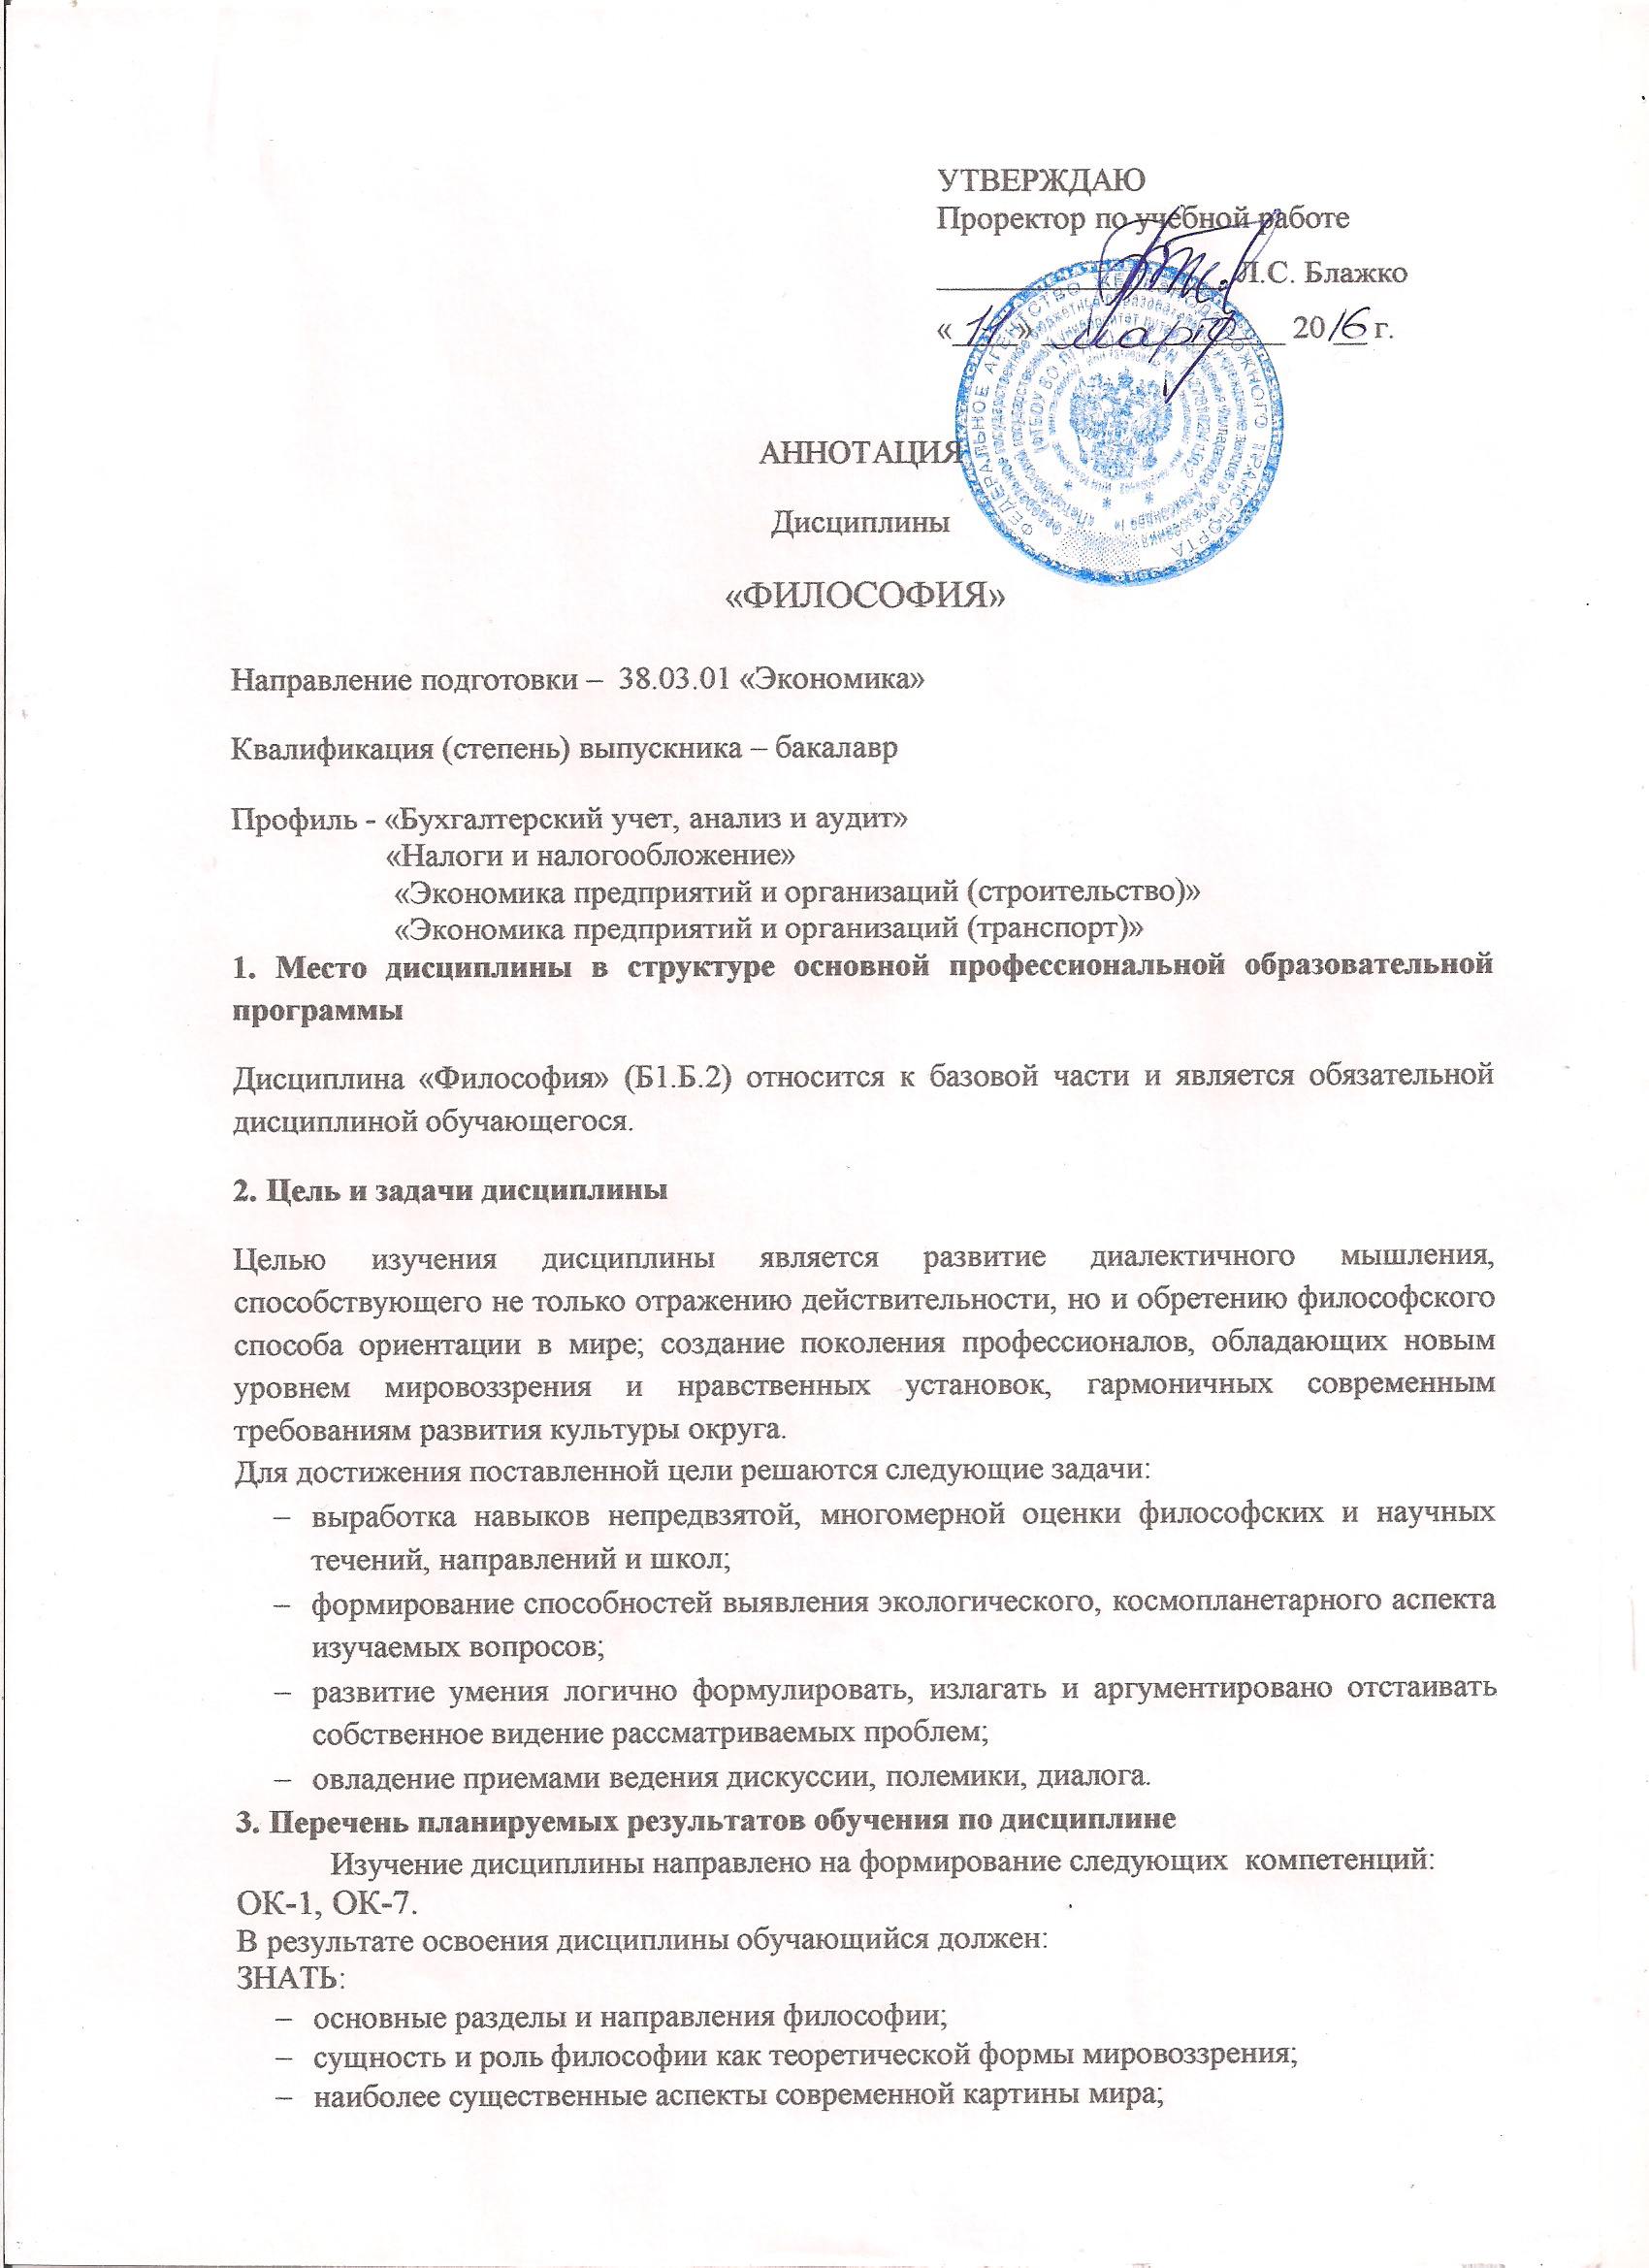 УТВЕРЖДАЮ
Проректор по учебной работе
Л.С. Блажко
«11» марта 2016 г.
ФЕДЕРАЛЬНОЕ АГЕНТСТВО ЖЕЛЕЗНОДОРОЖНОГО ТРАНСПОРТА
АННОТАЦИЯ
Дисциплины
«ФИЛОСОФИЯ»
Направление подготовки – 38.03.01 «Экономика»
Квалификация (степень) выпускника – бакалавр
Профиль - «Бухгалтерский учет, анализ и аудит»
«Налоги и налогообложение»
«Экономика предприятий и организаций (строительство)»
«Экономика предприятий и организаций (транспорт)»
1. Место дисциплины в структуре основной профессиональной образовательной
программы
Дисциплина «Философия» (Б1.Б.2) относится к базовой части и является обязательной
дисциплиной обучающегося.
2. Цель и задачи дисциплины
Целью изучения дисциплины является развитие диалектичного мышления,
способствующего не только отражению действительности, но и обретению философского
способа ориентации в мире; создание поколения профессионалов, обладающих новым
уровнем мировоззрения и нравственных установок, гармоничных современным
требованиям развития культуры округа.
Для достижения поставленной цели решаются следующие задачи:
– выработка навыков непредвзятой, многомерной оценки философских и научных
течений, направлений и школ;
– формирование способностей выявления экологического, космопланетарного аспекта
изучаемых вопросов;
– развитие умения логично формулировать, излагать и аргументировано отстаивать
собственное видение рассматриваемых проблем;
– овладение приемами ведения дискуссии, полемики, диалога.
3. Перечень планируемых результатов обучения по дисциплине
Изучение дисциплины направлено на формирование следующих компетенций:
ОК-1, ОК-7.
В результате освоения дисциплины обучающийся должен:
ЗНАТЬ:
– основные разделы и направления философии;
– сущность и роль философии как теоретической формы мировоззрения;
– наиболее существенные аспекты современной картины мира;